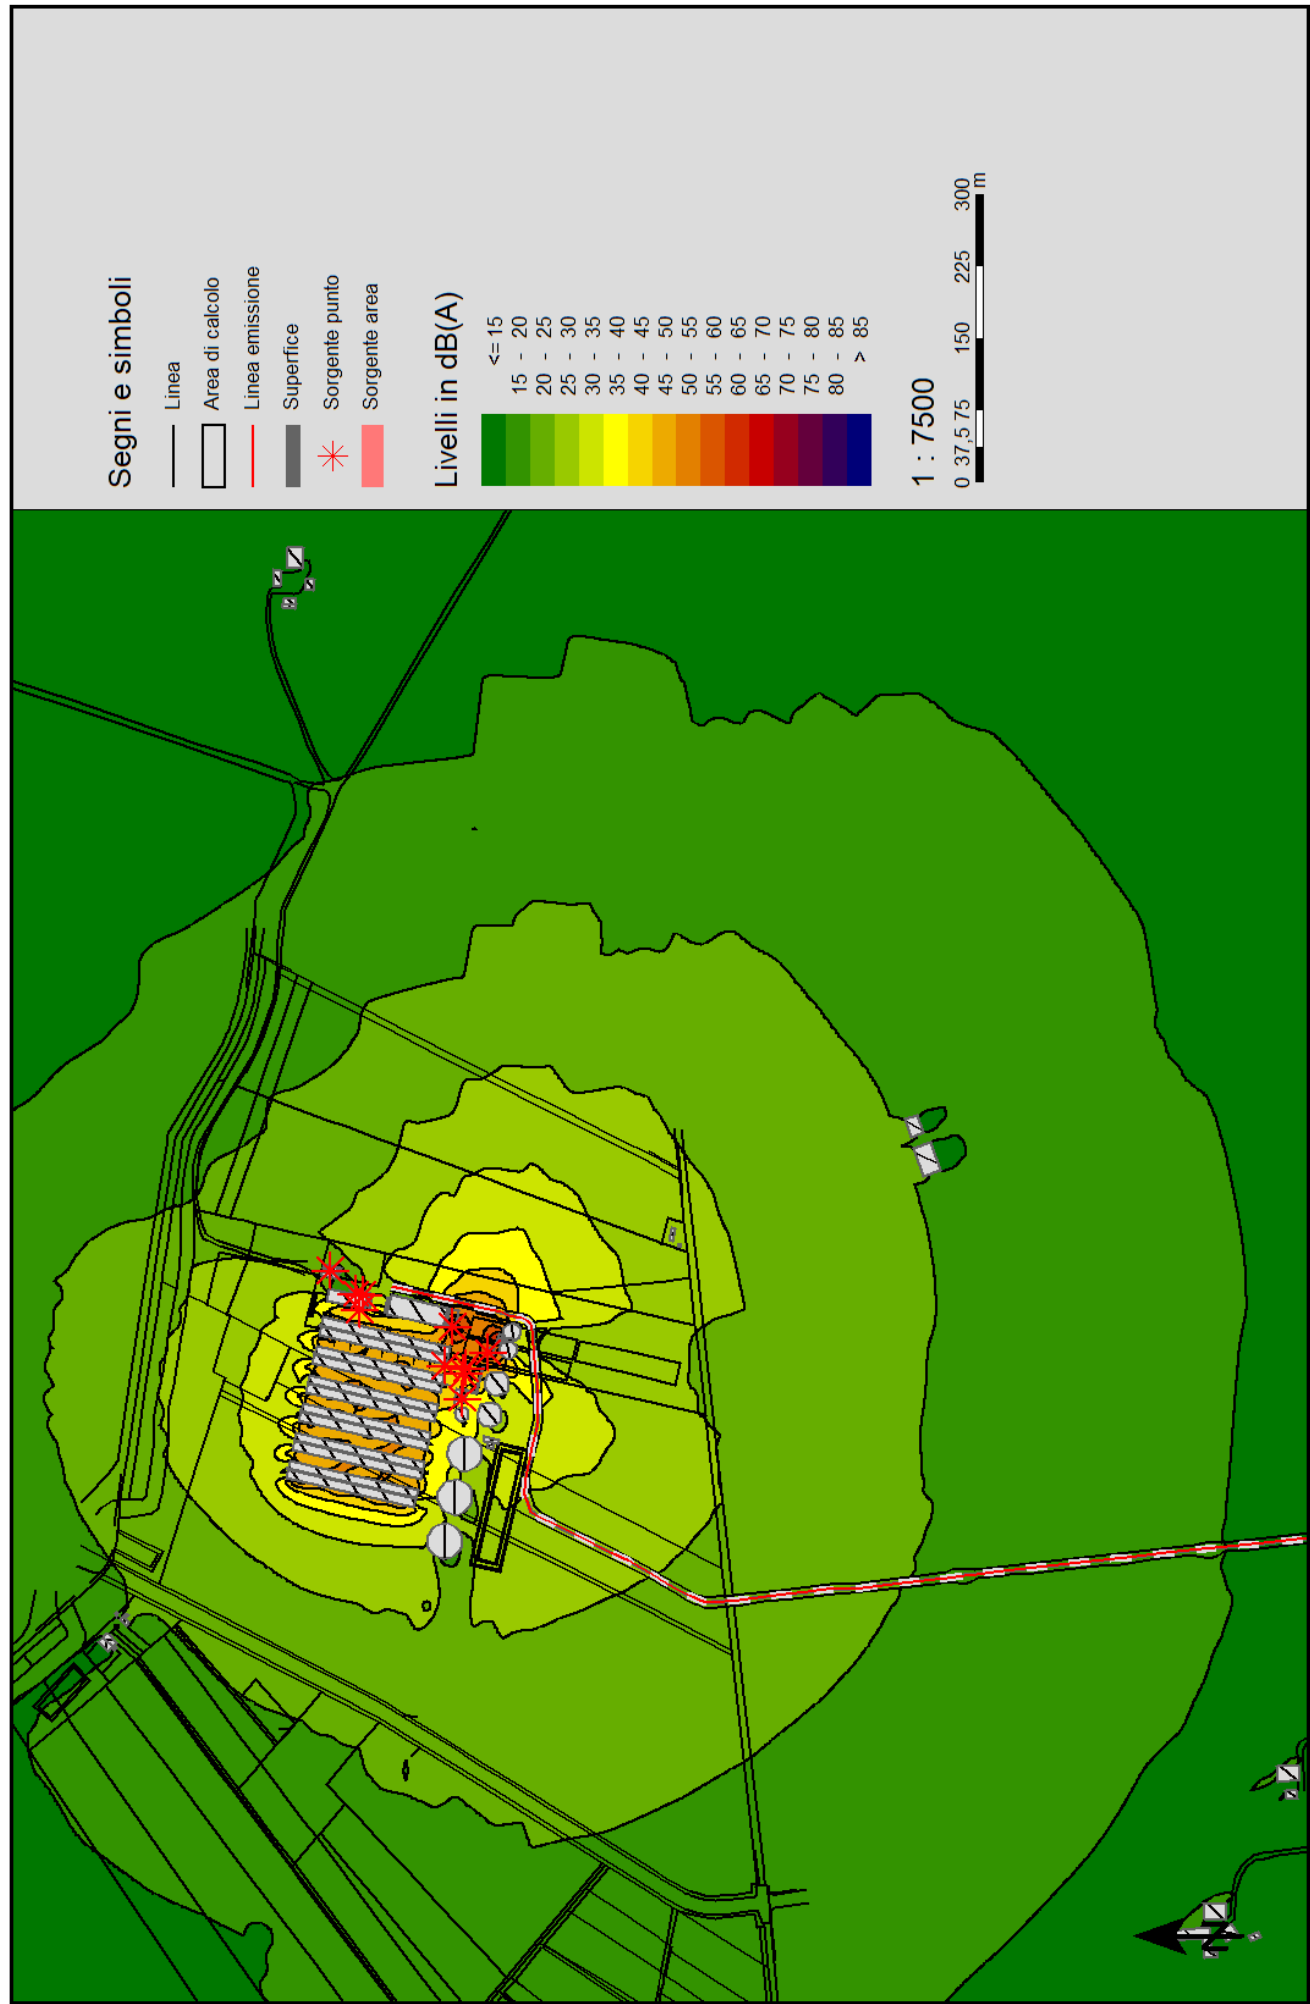 Segni e simboli
Linea
Area di calcolo
Linea emissione
Superfice
Sorgente punto
Sorgente area
Livelli in dB(A)
<=15
15 - 20
20 - 25
25 - 30
30 - 35
35 - 40
40 - 45
45 - 50
50 - 55
55 - 60
60 - 65
65 - 70
70 - 75
75 - 80
80 - 85
> 85
1 : 7500
0 37,5 75 150 225 300
m
N